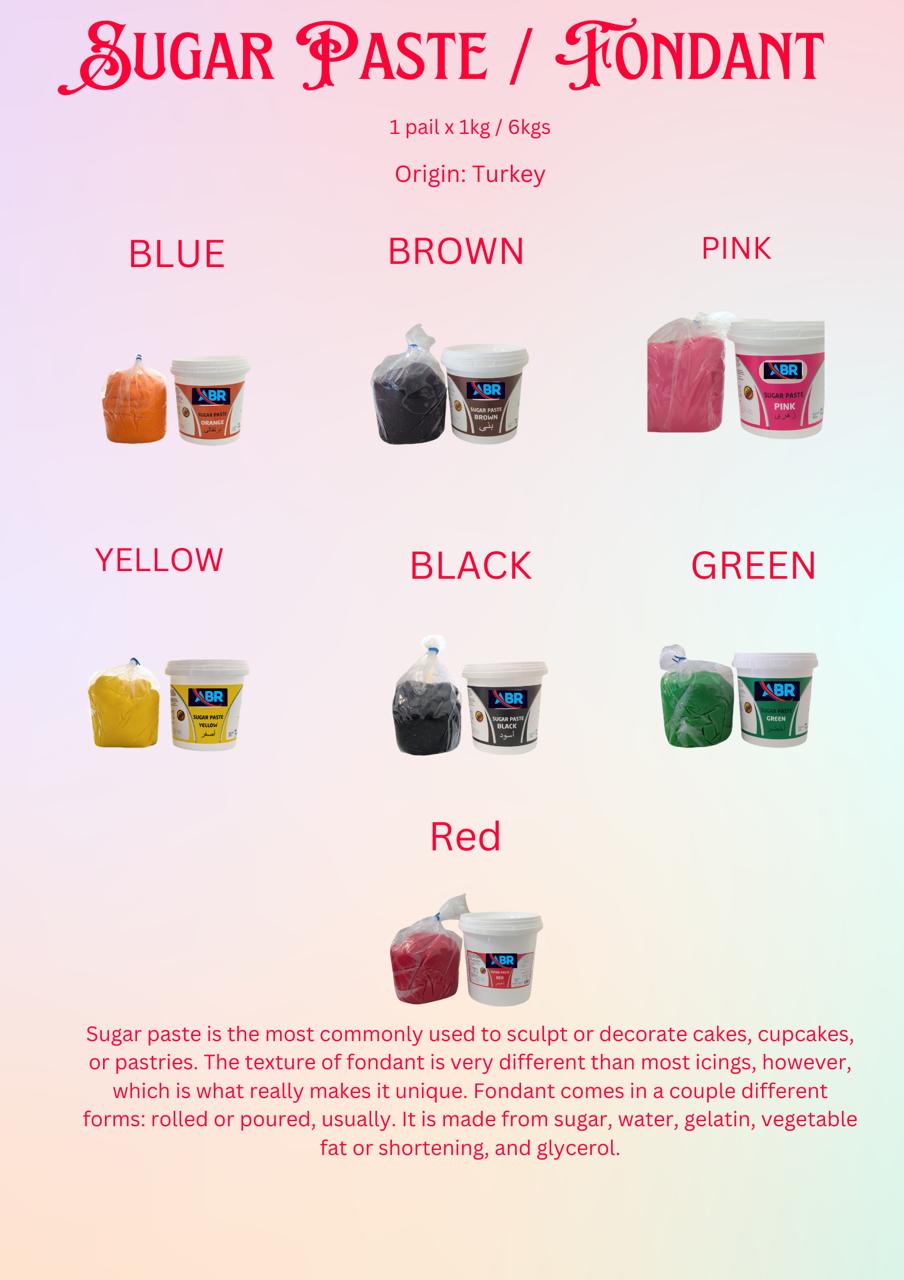 SUGAR PASTE / FONDANT
1 pail x 1kg / 6kgs
Origin: Turkey
BLUE
BROWN
PINK
ABR
SUGAR PASTE
ORANGE
برتقالي
ABR
SUGAR PASTE
BROWN
بني
ABR
SUGAR PASTE
PINK
زهري
YELLOW
BLACK
GREEN
ABR
SUGAR PASTE
YELLOW
أصفر
ABR
SUGAR PASTE
BLACK
أسود
ABR
SUGAR PASTE
GREEN
أخضر
Red
ABR
SUGAR PASTE
RED
Sugar paste is the most commonly used to sculpt or decorate cakes, cupcakes,
or pastries. The texture of fondant is very different than most icings, however,
which is what really makes it unique. Fondant comes in a couple different
forms: rolled or poured, usually. It is made from sugar, water, gelatin, vegetable
fat or shortening, and glycerol.